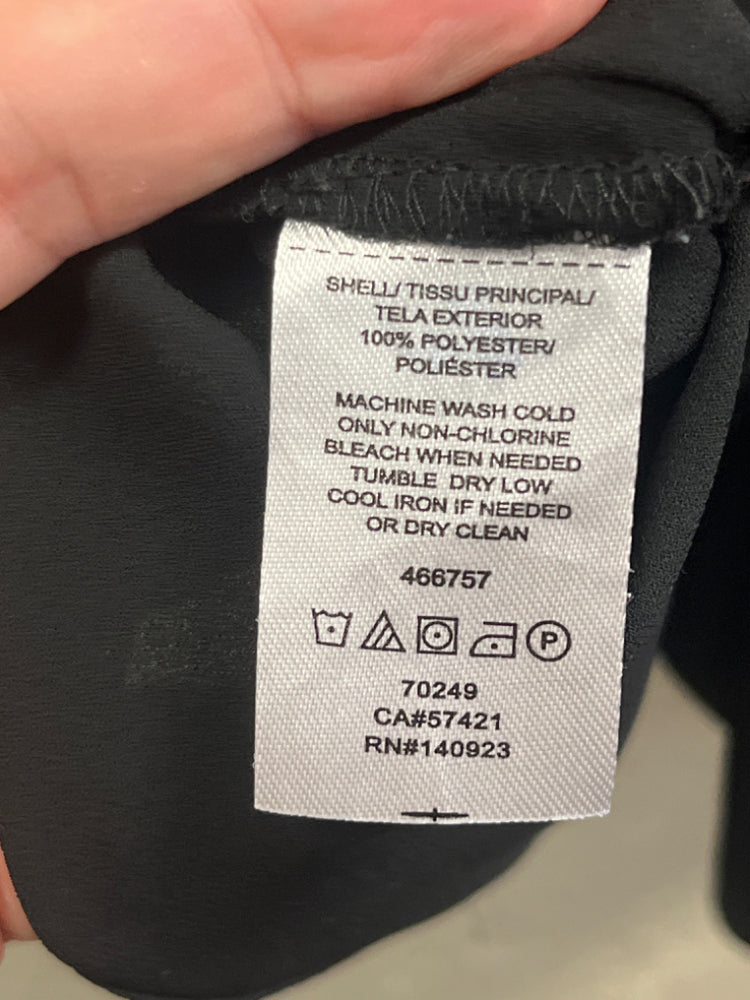 SHELL/ TISSU PRINCIPAL/
TELA EXTERIOR
100% POLYESTER/
POLIÉSTER
MACHINE WASH COLD
ONLY NON-CHLORINE
BLEACH WHEN NEEDED
TUMBLE DRY LOW
COOL IRON IF NEEDED
OR DRY CLEAN
466757
P
70249
CA#57421
RN#140923